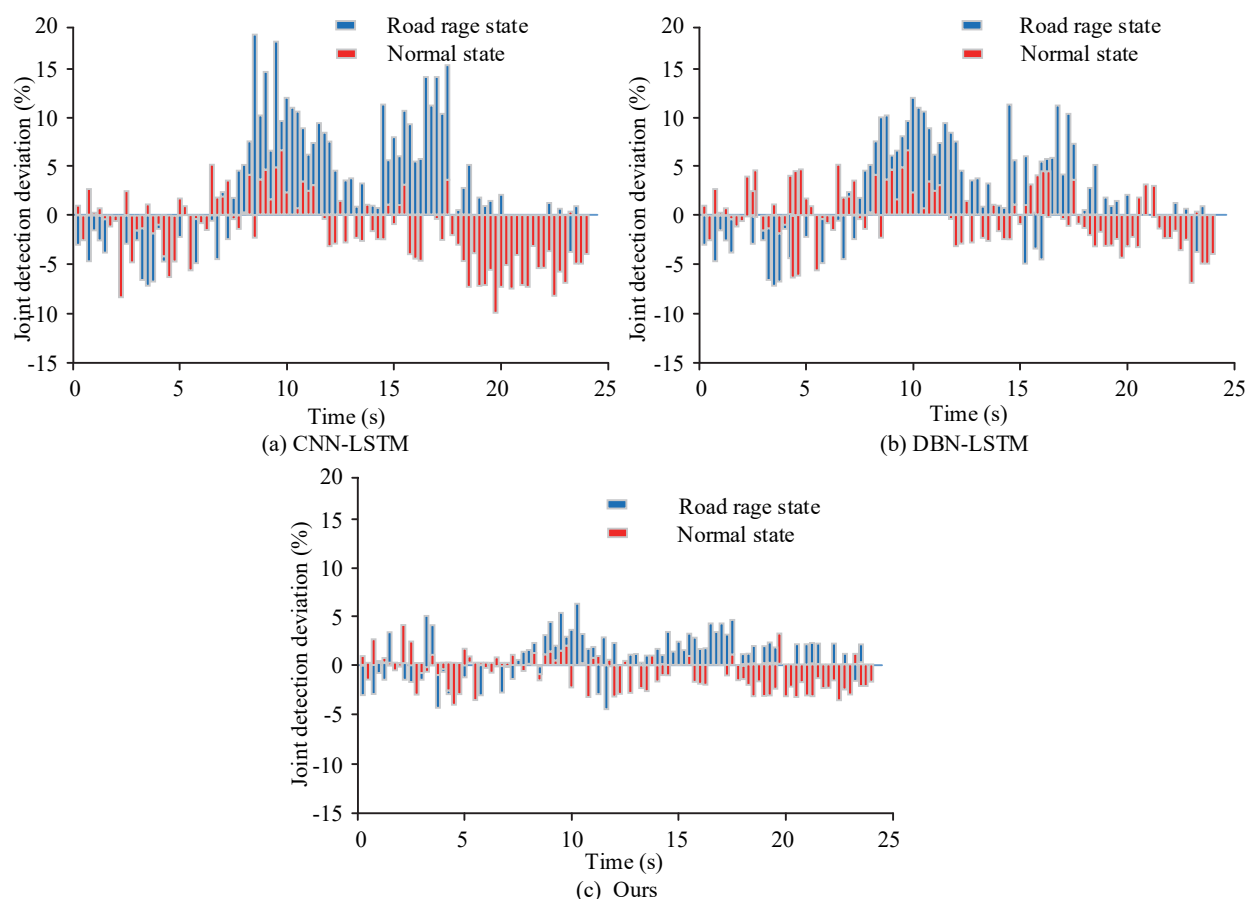 Joint detection deviation (%)
20
15
10
5
0
-5
-10
-15
Road rage state
Normal state
0
5
10
15
20
25
Time (s)
(a) CNN-LSTM
Joint detection deviation (%)
20
15
10
5
0
-5
-10
-15
Road rage state
Normal state
0
5
10
15
20
25
Time (s)
(b) DBN-LSTM
Joint detection deviation (%)
20
15
10
5
0
-5
-10
-15
Road rage state
Normal state
0
5
10
15
20
25
Time (s)
(c) Ours